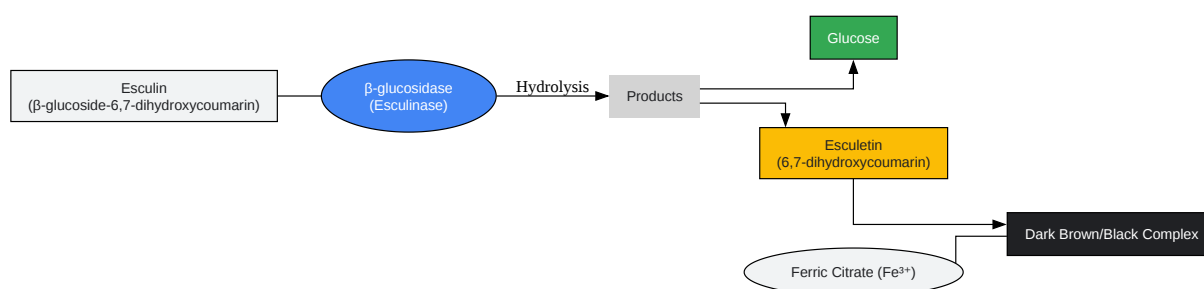 Glucose
Esculin
(β-glucoside-6,7-dihydroxycoumarin)
β-glucosidase
(Esculinase)
Hydrolysis
Products
Esculetin
(6,7-dihydroxycoumarin)
Dark Brown/Black Complex
Ferric Citrate (Fe³⁺)